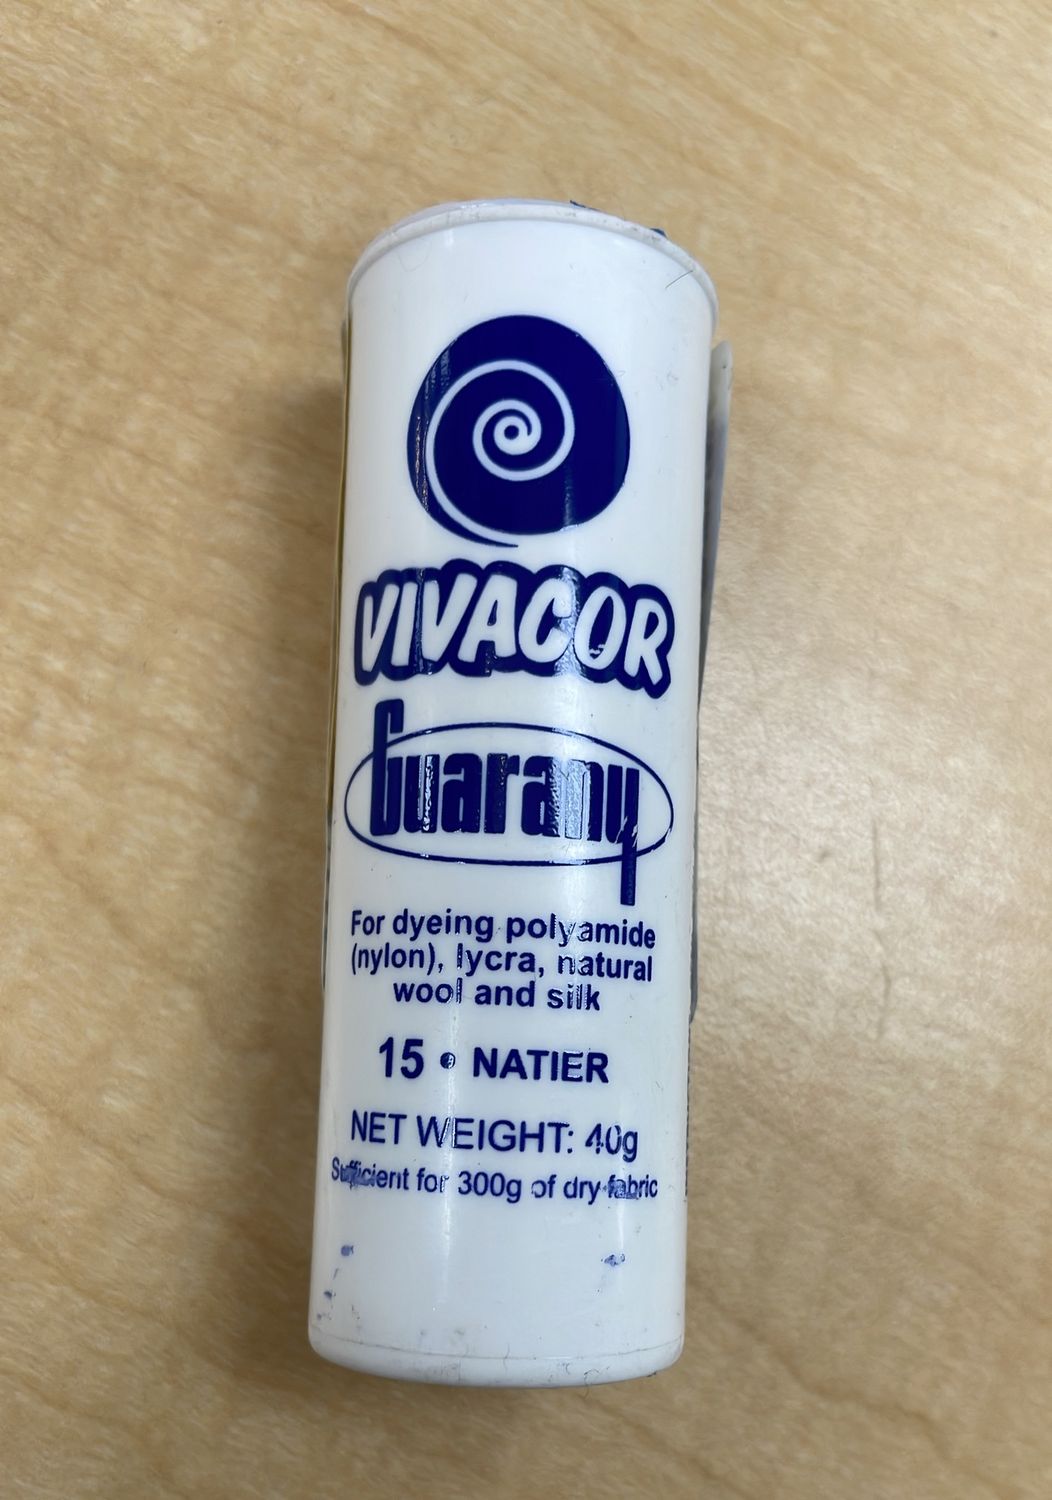 VIVACOR
Guarany
For dyeing polyamide
(nylon), lycra, natural
wool and silk
15 • NATIER
NET WEIGHT: 40g
Sufficient for 300g of dry fabric